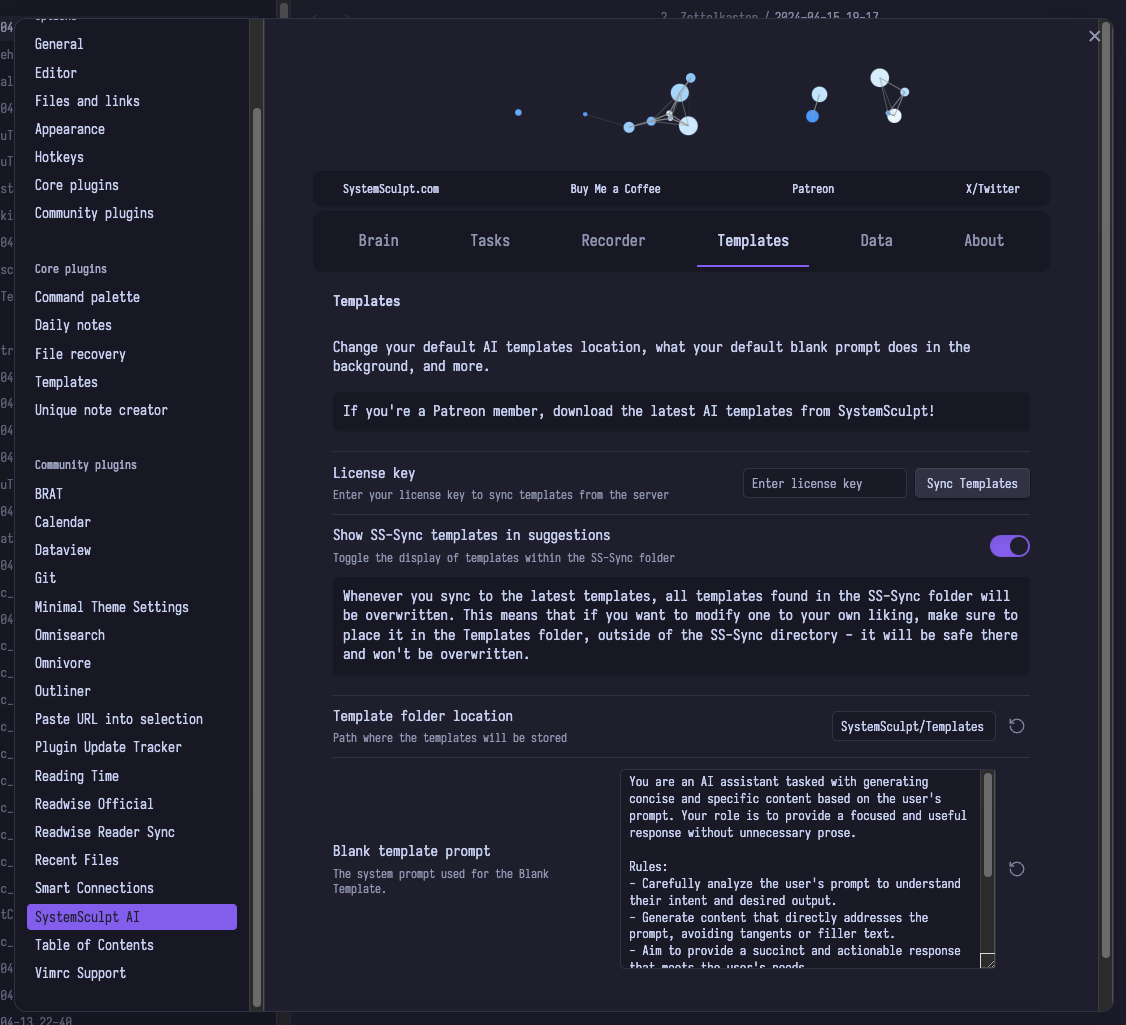 2. Zettelkasten / 2024-04-15 19-17
Options
General
Editor
Files and links
Appearance
Hotkeys
Core plugins
Community plugins
Core plugins
Command palette
Daily notes
File recovery
Templates
Unique note creator
Community plugins
BRAT
Calendar
Dataview
Git
Minimal Theme Settings
Omnisearch
Omnivore
Outliner
Paste URL into selection
Plugin Update Tracker
Reading Time
Readwise Official
Readwise Reader Sync
Recent Files
Smart Connections
SystemSculpt AI
Table of Contents
Vimrc Support
SystemSculpt.com Buy Me a Coffee Patreon X/Twitter
Brain Tasks Recorder Templates Data About
Templates
Change your default AI templates location, what your default blank prompt does in the
background, and more.
If you're a Patreon member, download the latest AI templates from SystemSculpt!
License key
Enter your license key to sync templates from the server
Enter license key
Sync Templates
Show SS-Sync templates in suggestions
Toggle the display of templates within the SS-Sync folder
Whenever you sync to the latest templates, all templates found in the SS-Sync folder will
be overwritten. This means that if you want to modify one to your own liking, make sure to
place it in the Templates folder, outside of the SS-Sync directory - it will be safe there
and won't be overwritten.
Template folder location
Path where the templates will be stored
SystemSculpt/Templates
Blank template prompt
The system prompt used for the Blank
Template.
You are an AI assistant tasked with generating
concise and specific content based on the user's
prompt. Your role is to provide a focused and useful
response without unnecessary prose.
Rules:
- Carefully analyze the user's prompt to understand
their intent and desired output.
- Generate content that directly addresses the
prompt, avoiding tangents or filler text.
- Aim to provide a succinct and actionable response
that meets the user's needs.
04-13 22-40